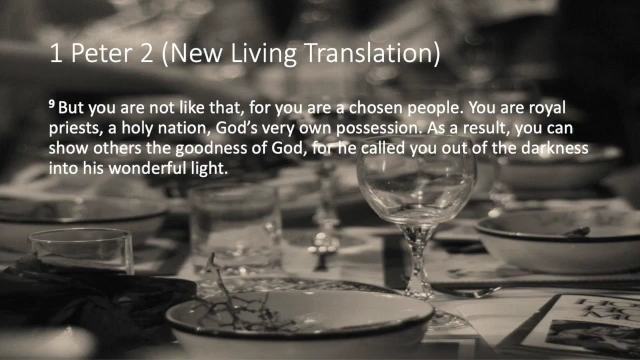 1 Peter 2 (New Living Translation)
9 But you are not like that, for you are a chosen people. You are royal
priests, a holy nation, God's very own possession. As a result, you can
show others the goodness of God, for he called you out of the darkness
into his wonderful light.